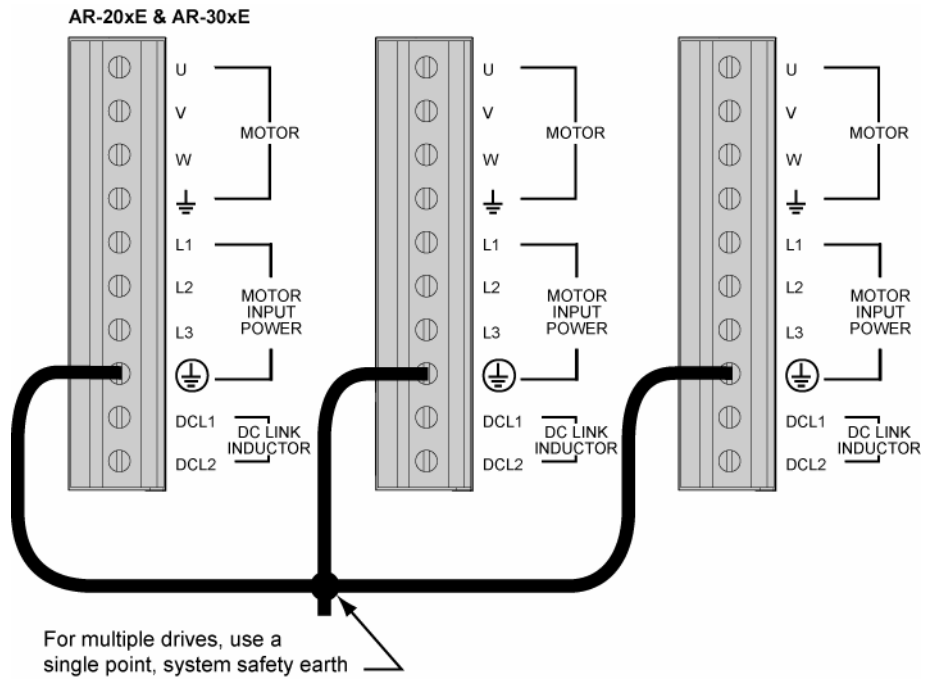 AR-20xE & AR-30xE
U
V
MOTOR
W
L1
L2
MOTOR
INPUT
POWER
L3
DCL1
DC LINK
INDUCTOR
DCL2
U
V
MOTOR
W
L1
L2
MOTOR
INPUT
POWER
L3
DCL1
DC LINK
INDUCTOR
DCL2
U
V
MOTOR
W
L1
L2
MOTOR
INPUT
POWER
L3
DCL1
DC LINK
INDUCTOR
DCL2
For multiple drives, use a
single point, system safety earth